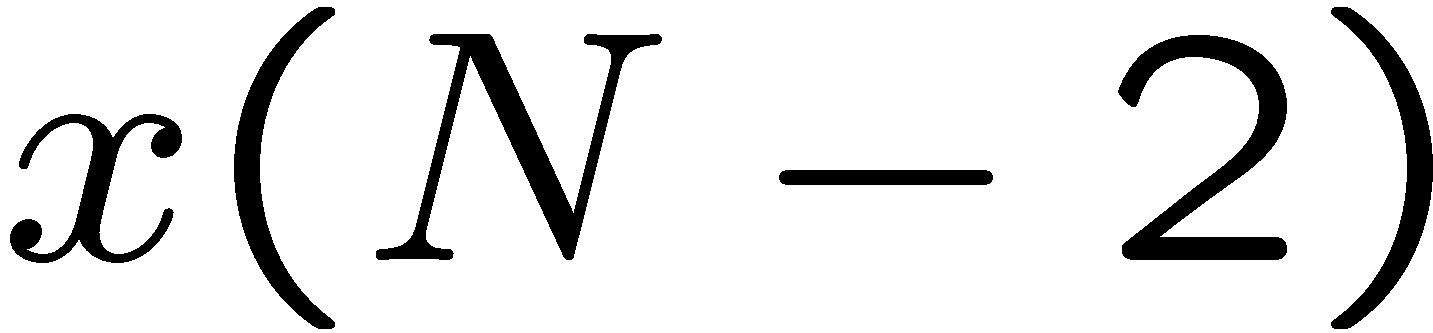 x(N − 2)